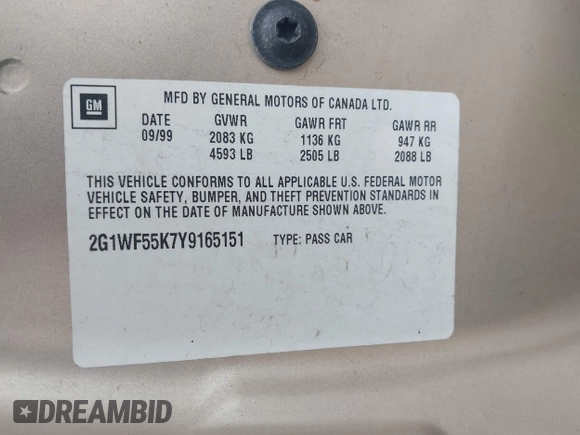 GM
MFD BY GENERAL MOTORS OF CANADA LTD.
DATE GVWR GAWR FRT GAWR RR
09/99 2083 KG 1136 KG 947 KG
4593 LB 2505 LB 2088 LB
THIS VEHICLE CONFORMS TO ALL APPLICABLE U.S. FEDERAL MOTOR
VEHICLE SAFETY, BUMPER, AND THEFT PREVENTION STANDARDS IN
EFFECT ON THE DATE OF MANUFACTURE SHOWN ABOVE.
2G1WF55K7Y9165151 TYPE: PASS CAR
DREAMBID